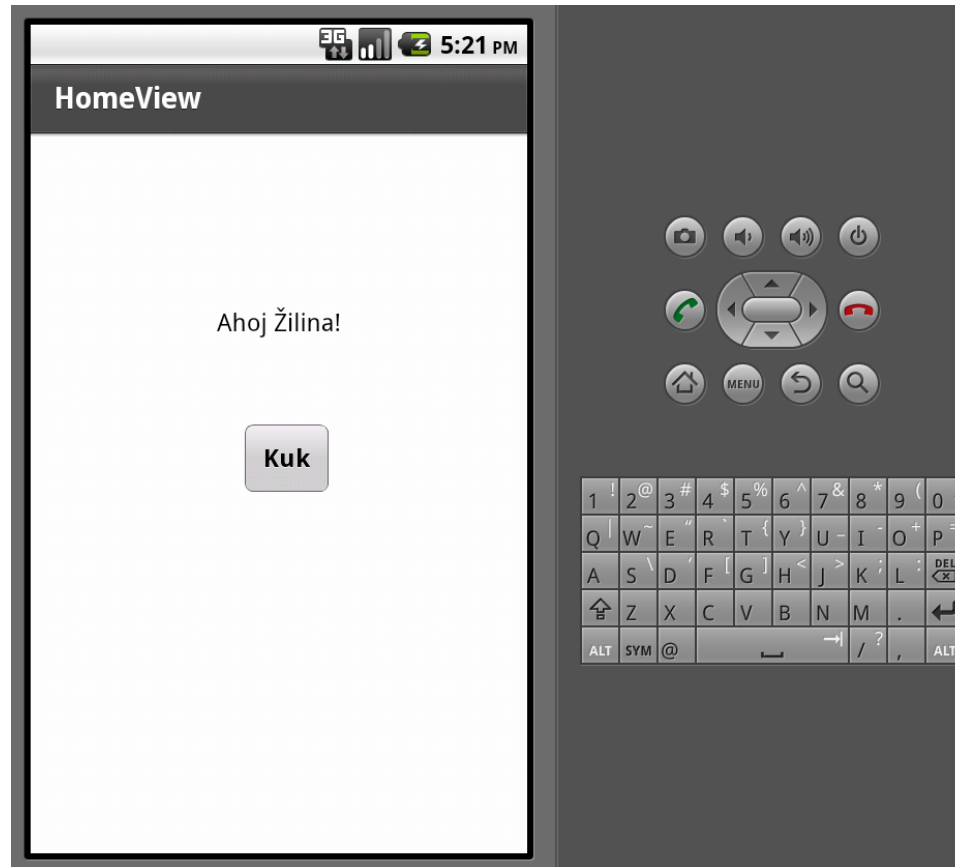 3G 5:21 PM
HomeView
Ahoj Žilina!
Kuk
MENU
1 ! 2 @ 3 # 4 $ 5 % 6 ^ 7 & 8 * 9 ( 0
Q | W ~ E “ R ` T { Y } U _ I - O + P =
A S \ D ‘ F [ G ] H < J > K ; L : DEL
Z X C V B N M .
ALT SYM @ / ? , ALT